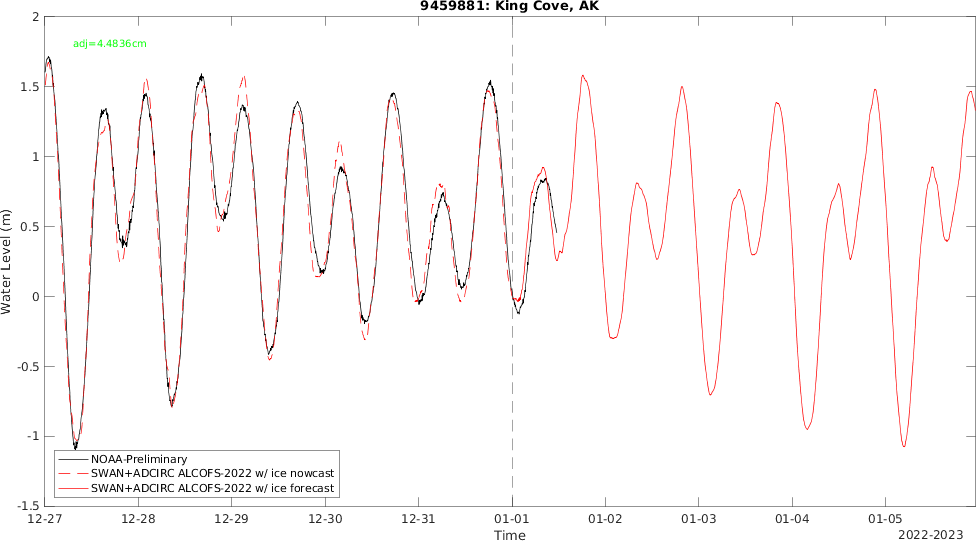 9459881: King Cove, AK
adj=4.4836cm
Water Level (m)
2
1.5
1
0.5
0
-0.5
-1
-1.5
NOAA-Preliminary
SWAN+ADCIRC ALCOFS-2022 w/ ice nowcast
SWAN+ADCIRC ALCOFS-2022 w/ ice forecast
12-27 12-28 12-29 12-30 12-31 01-01 01-02 01-03 01-04 01-05
Time
2022-2023